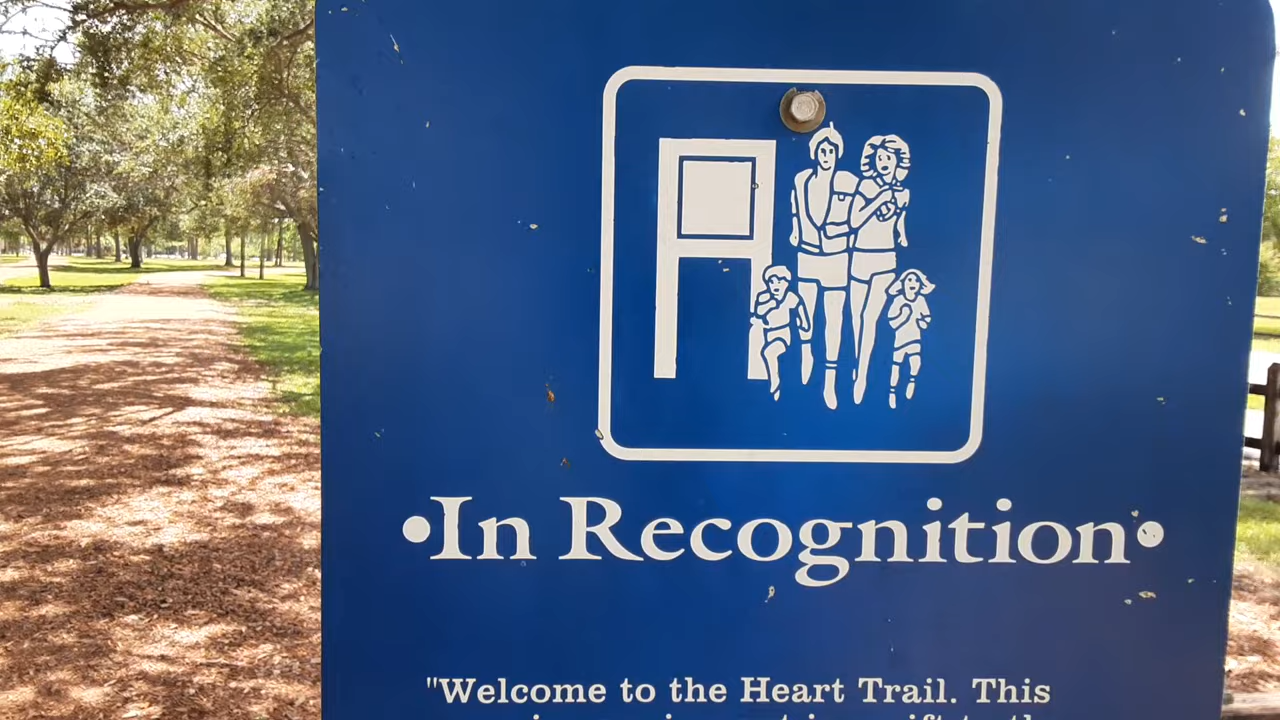 •In Recognition•
"Welcome to the Heart Trail. This